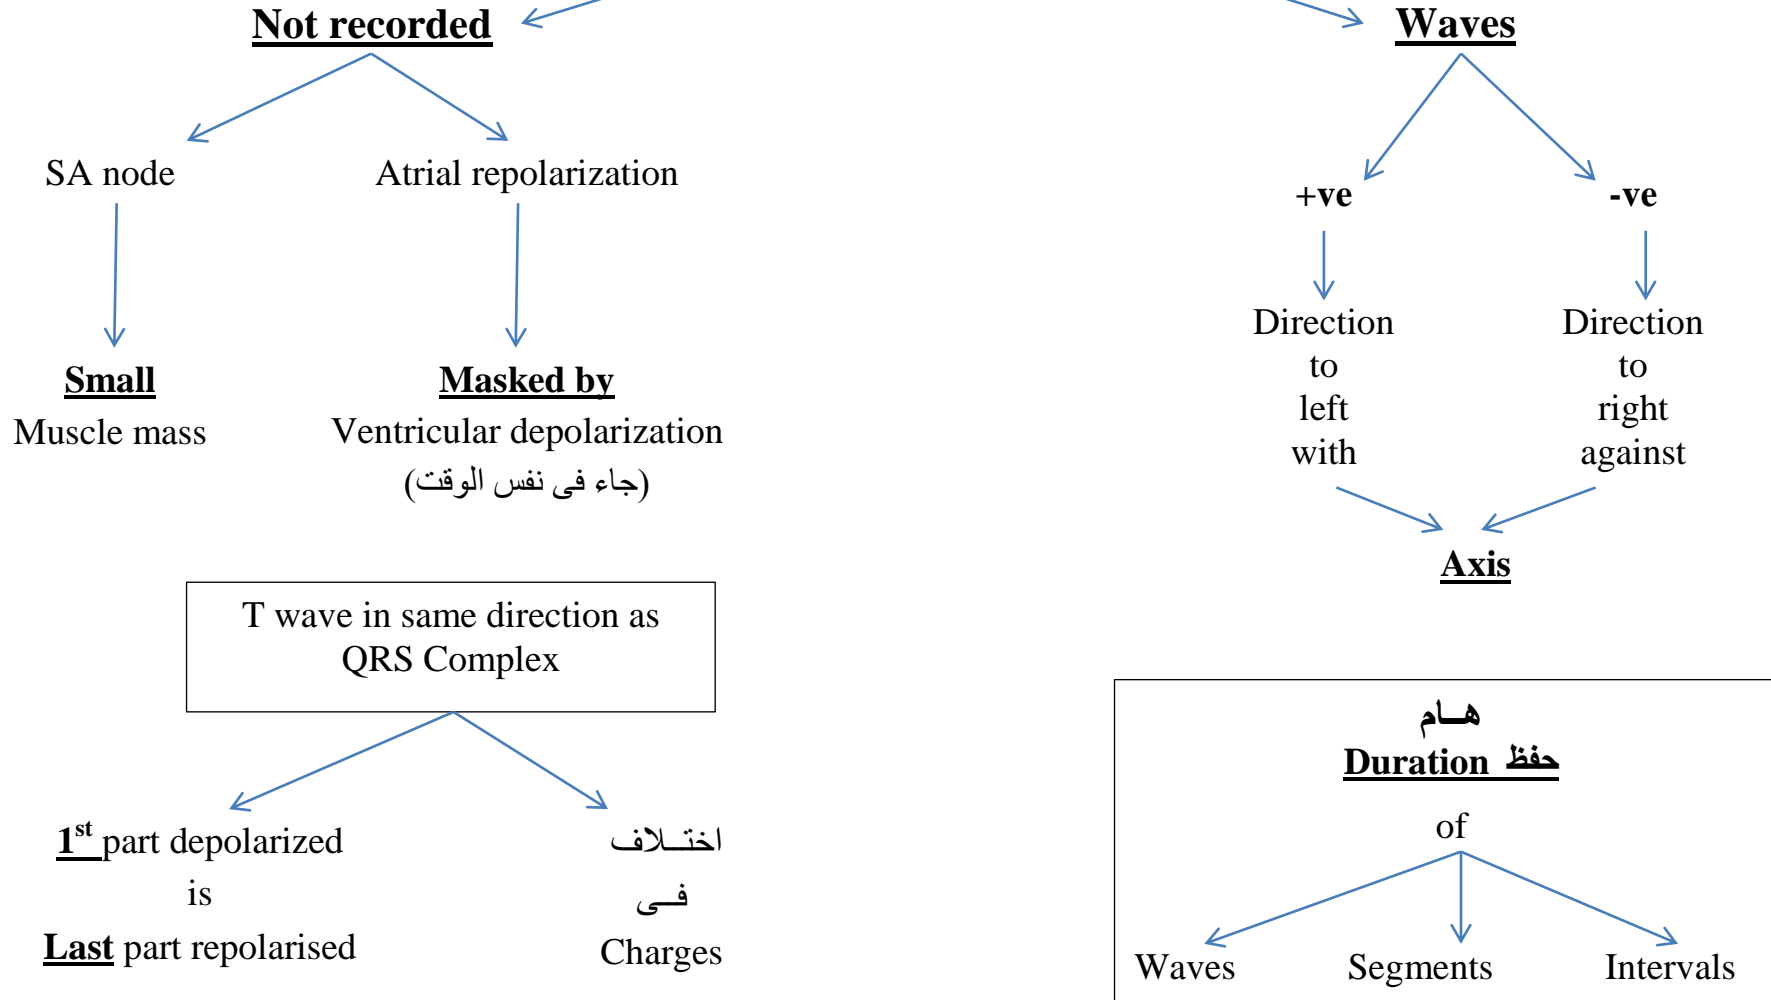 Not recorded
SA node
Atrial repolarization
Small
Muscle mass
Masked by
Ventricular depolarization
(جاء فى نفس الوقت)
Waves
+ve
-ve
Direction
to
left
with
Direction
to
right
against
Axis
T wave in same direction as
QRS Complex
1st part depolarized
is
Last part repolarised
اختــلاف
فــى
Charges
هــام
حفظ Duration
of
Waves
Segments
Intervals